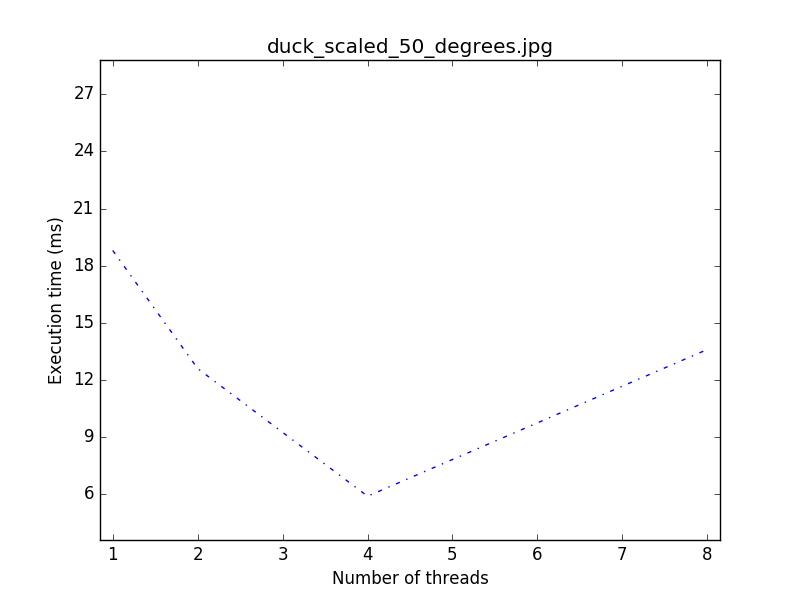 duck_scaled_50_degrees.jpg
27
24
21
18
15
12
9
6
Execution time (ms)
1 2 3 4 5 6 7 8
Number of threads